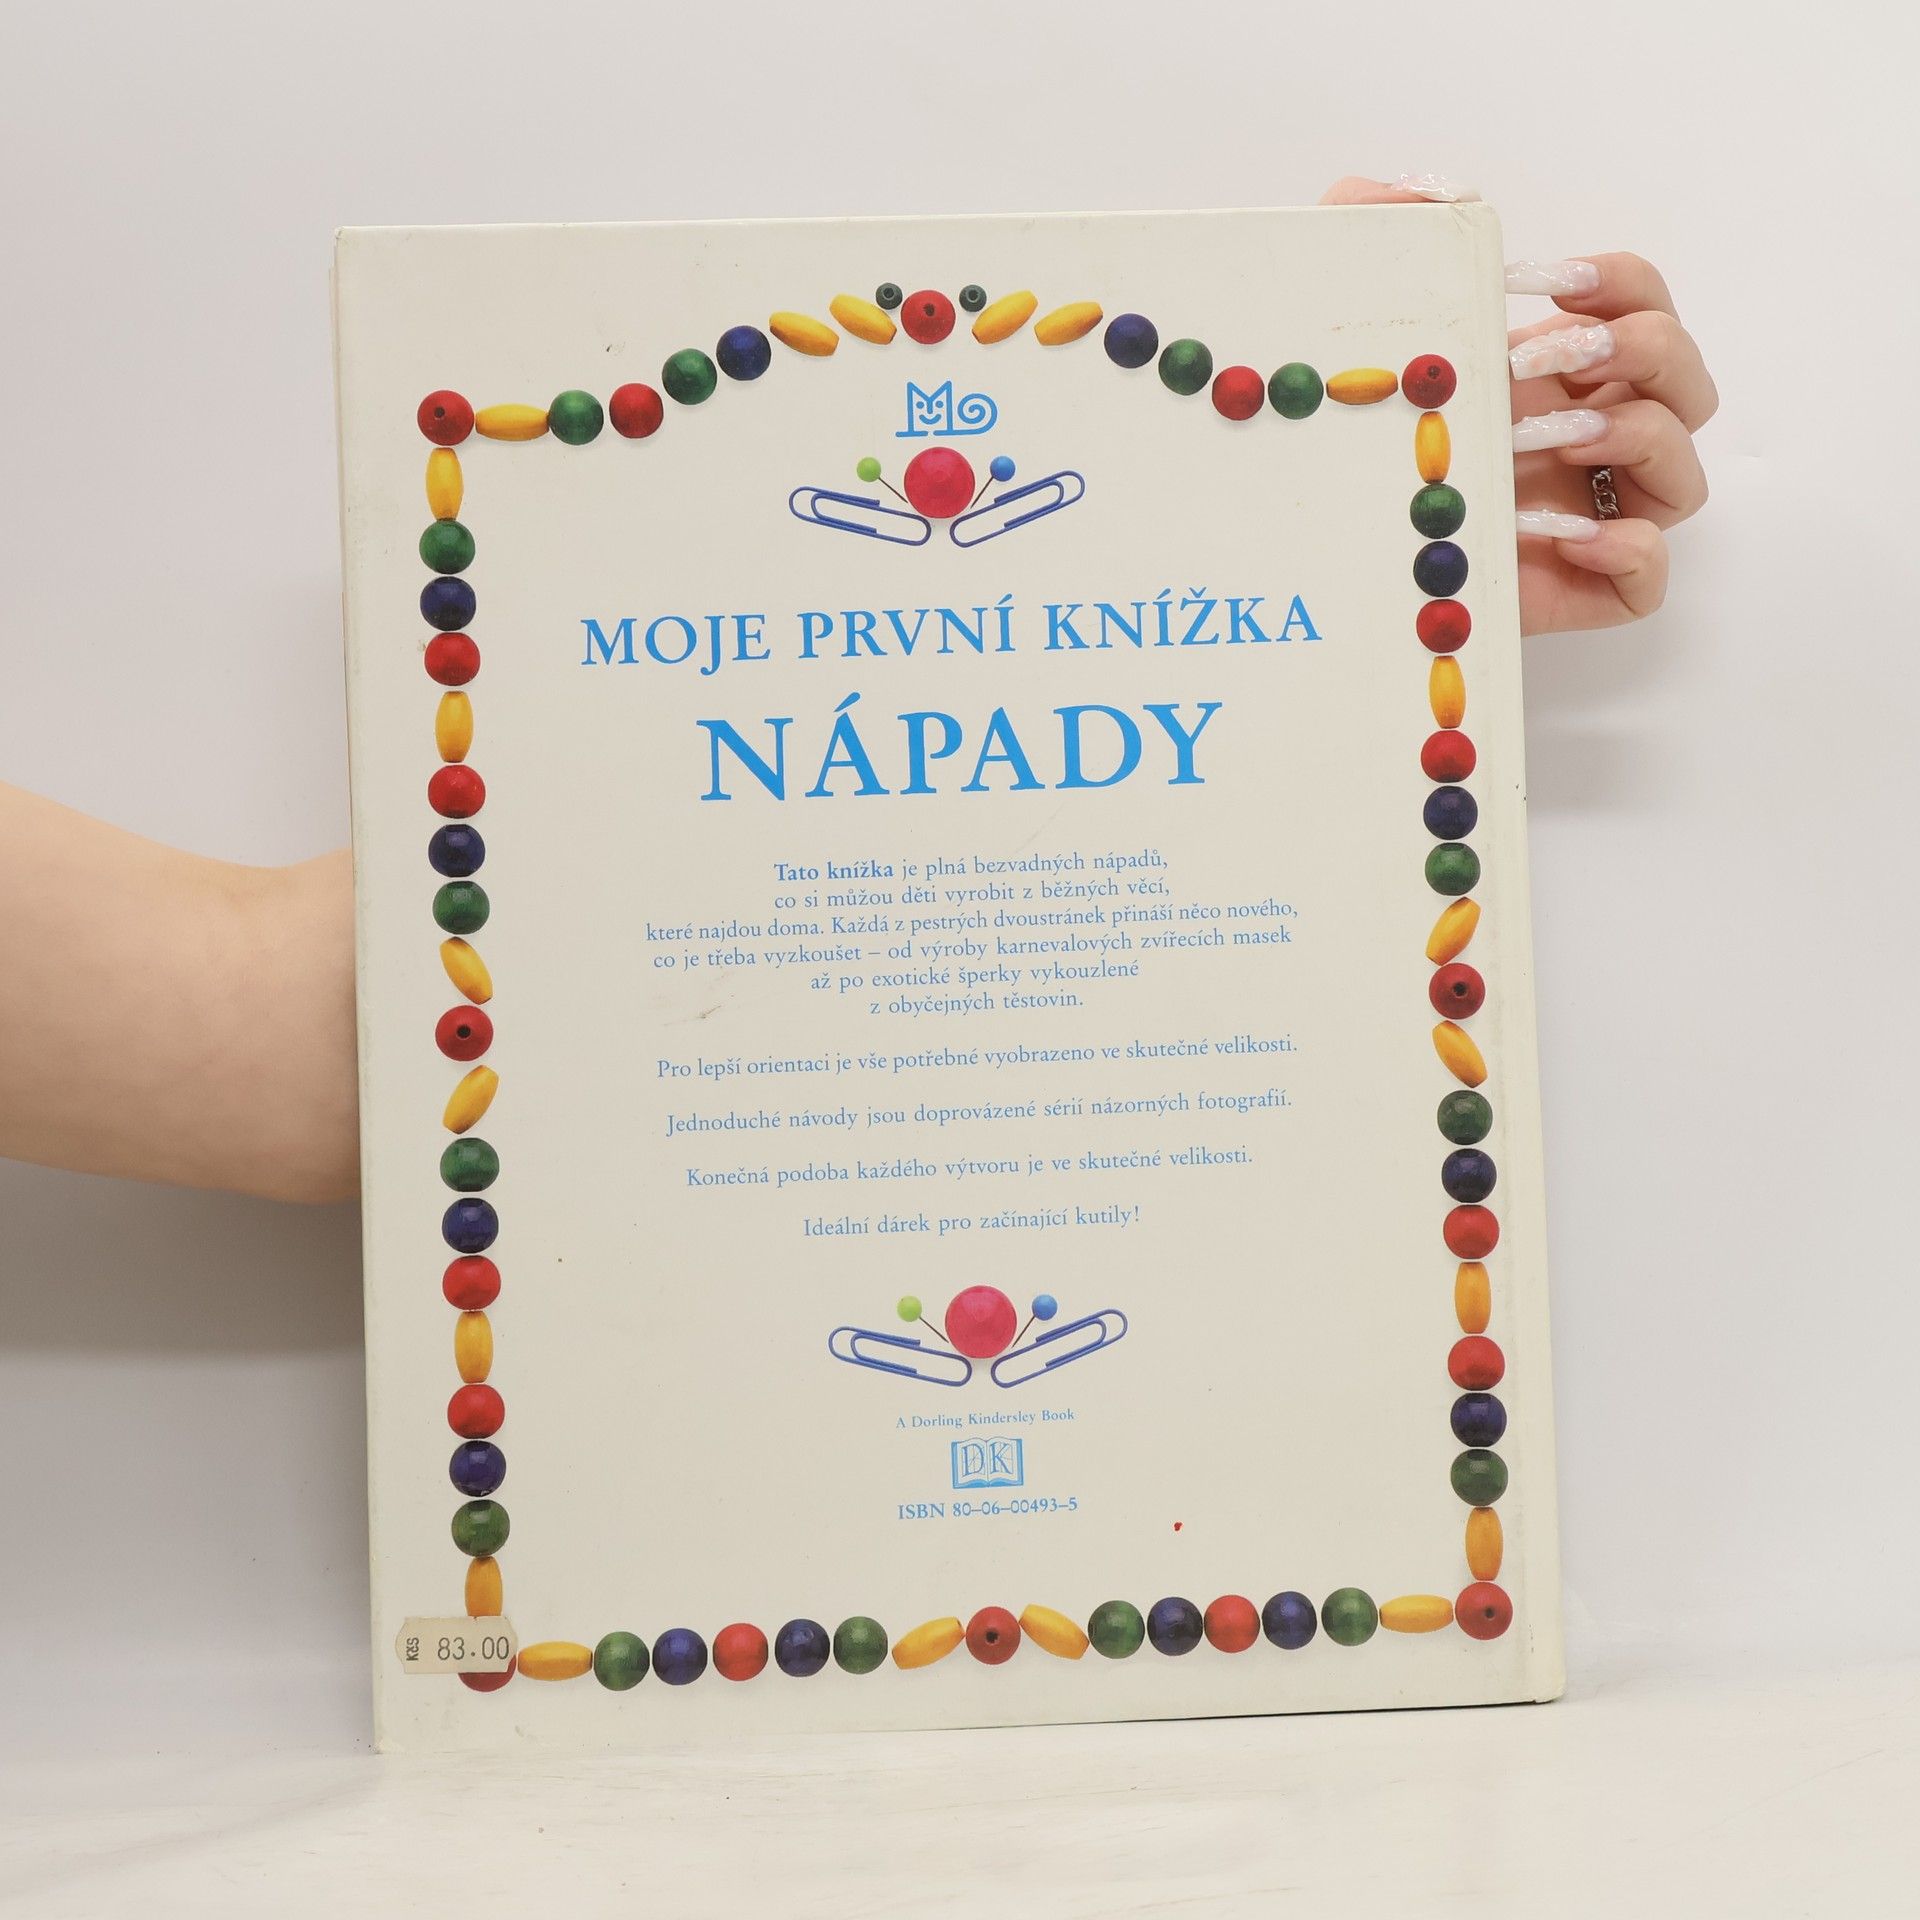 MOJE PRVNÍ KNÍŽKA
NÁPADY
Tato knížka je plná bezvadných nápadů,
co si můžou děti vyrobit z běžných věcí,
které najdou doma. Každá z pestrých dvoustránek přináší něco nového,
co je třeba vyzkoušet – od výroby karnevalových zvířecích masek
až po exotické šperky vykouzlené
z obyčejných těstovin.
Pro lepší orientaci je vše potřebné vyobrazeno ve skutečné velikosti.
Jednoduché návody jsou doprovázené sérií názorných fotografií.
Konečná podoba každého výtvoru je ve skutečné velikosti.
Ideální dárek pro začínající kutily!
A Dorling Kindersley Book
DK
ISBN 80–06–00493–5
Kčs 83.00